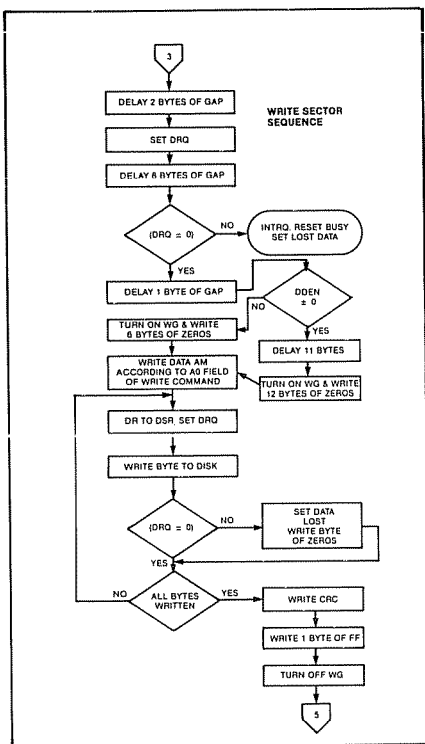 3
DELAY 2 BYTES OF GAP
WRITE SECTOR
SEQUENCE
SET DRQ
DELAY 8 BYTES OF GAP
(DRQ = 0)
NO
INTRQ. RESET BUSY
SET LOST DATA
YES
DELAY 1 BYTE OF GAP
DDEN
± 0
NO
TURN ON WG & WRITE
6 BYTES OF ZEROS
YES
DELAY 11 BYTES
WRITE DATA AM
ACCORDING TO A0 FIELD
OF WRITE COMMAND
TURN ON WG & WRITE
12 BYTES OF ZEROS
DR TO DSR, SET DRQ
WRITE BYTE TO DISK
(DRQ = 0)
NO
SET DATA
LOST
WRITE BYTE
OF ZEROS
YES
NO
ALL BYTES
WRITTEN
YES
WRITE CRC
WRITE 1 BYTE OF FF
TURN OFF WG
5